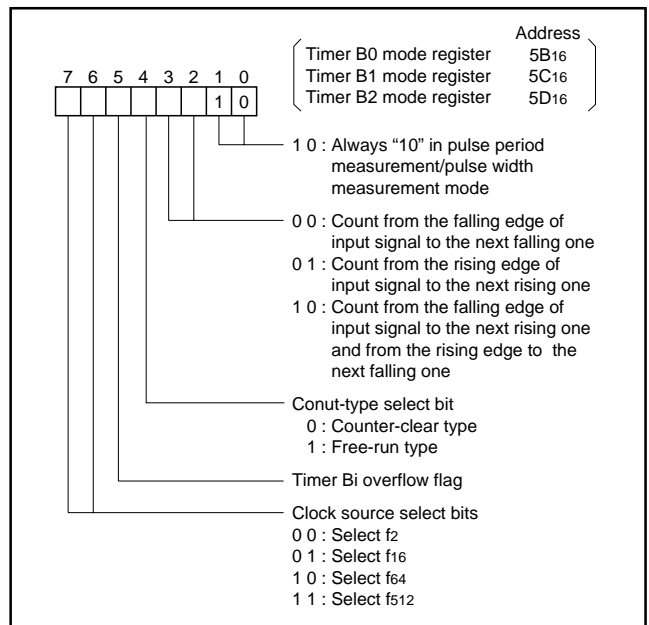 Address
Timer B0 mode register 5B16
Timer B1 mode register 5C16
Timer B2 mode register 5D16
7 6 5 4 3 2 1 0
1 0
1 0 : Always “10” in pulse period
measurement/pulse width
measurement mode
0 0 : Count from the falling edge of
input signal to the next falling one
0 1 : Count from the rising edge of
input signal to the next rising one
1 0 : Count from the falling edge of
input signal to the next rising one
and from the rising edge to the
next falling one
Conut-type select bit
0 : Counter-clear type
1 : Free-run type
Timer Bi overflow flag
Clock source select bits
0 0 : Select f2
0 1 : Select f16
1 0 : Select f64
1 1 : Select f512